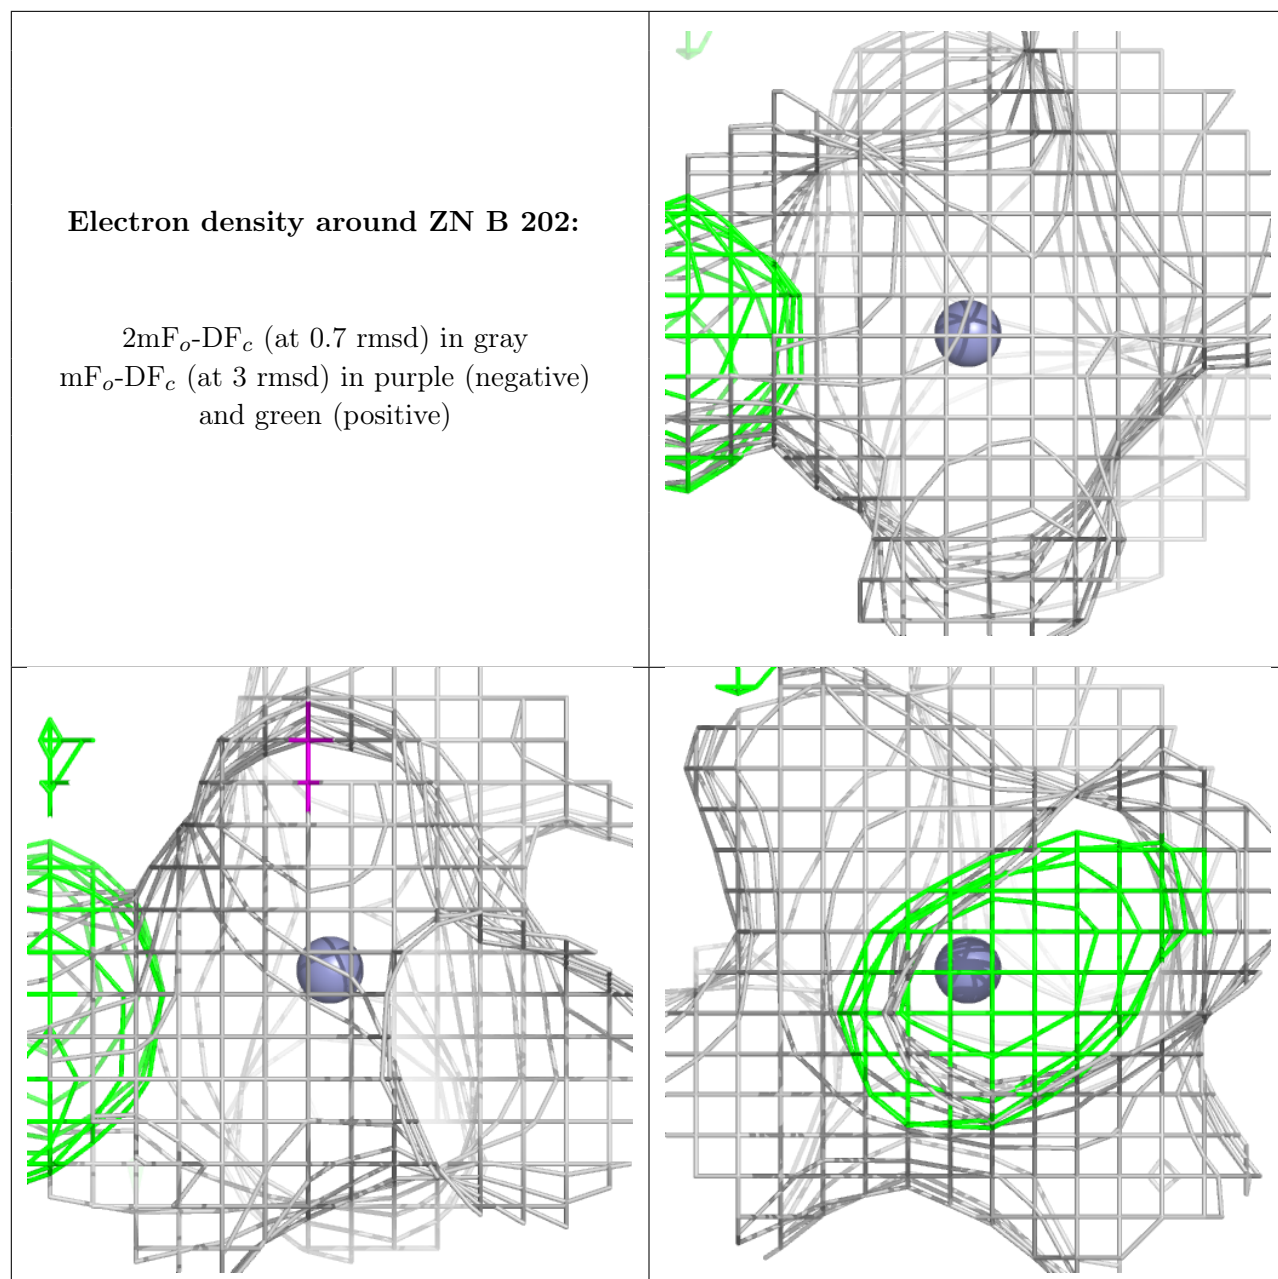 Electron density around ZN B 202:
2mFₒ-DF𝒸 (at 0.7 rmsd) in gray
mFₒ-DF𝒸 (at 3 rmsd) in purple (negative)
and green (positive)